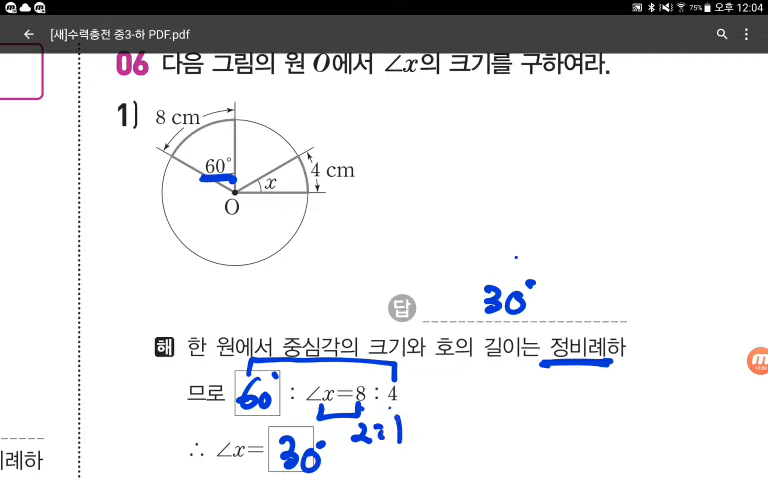 75% 오후 12:04
[새]수력충전 중3-하 PDF.pdf
06 다음 그림의 원 O에서 ∠x의 크기를 구하여라.
1)
8 cm
60°
4 cm
x
O
답 30°
해 한 원에서 중심각의 크기와 호의 길이는 정비례하
므로 60° : ∠x=8 : 4
2:1
∴ ∠x= 30°
례하